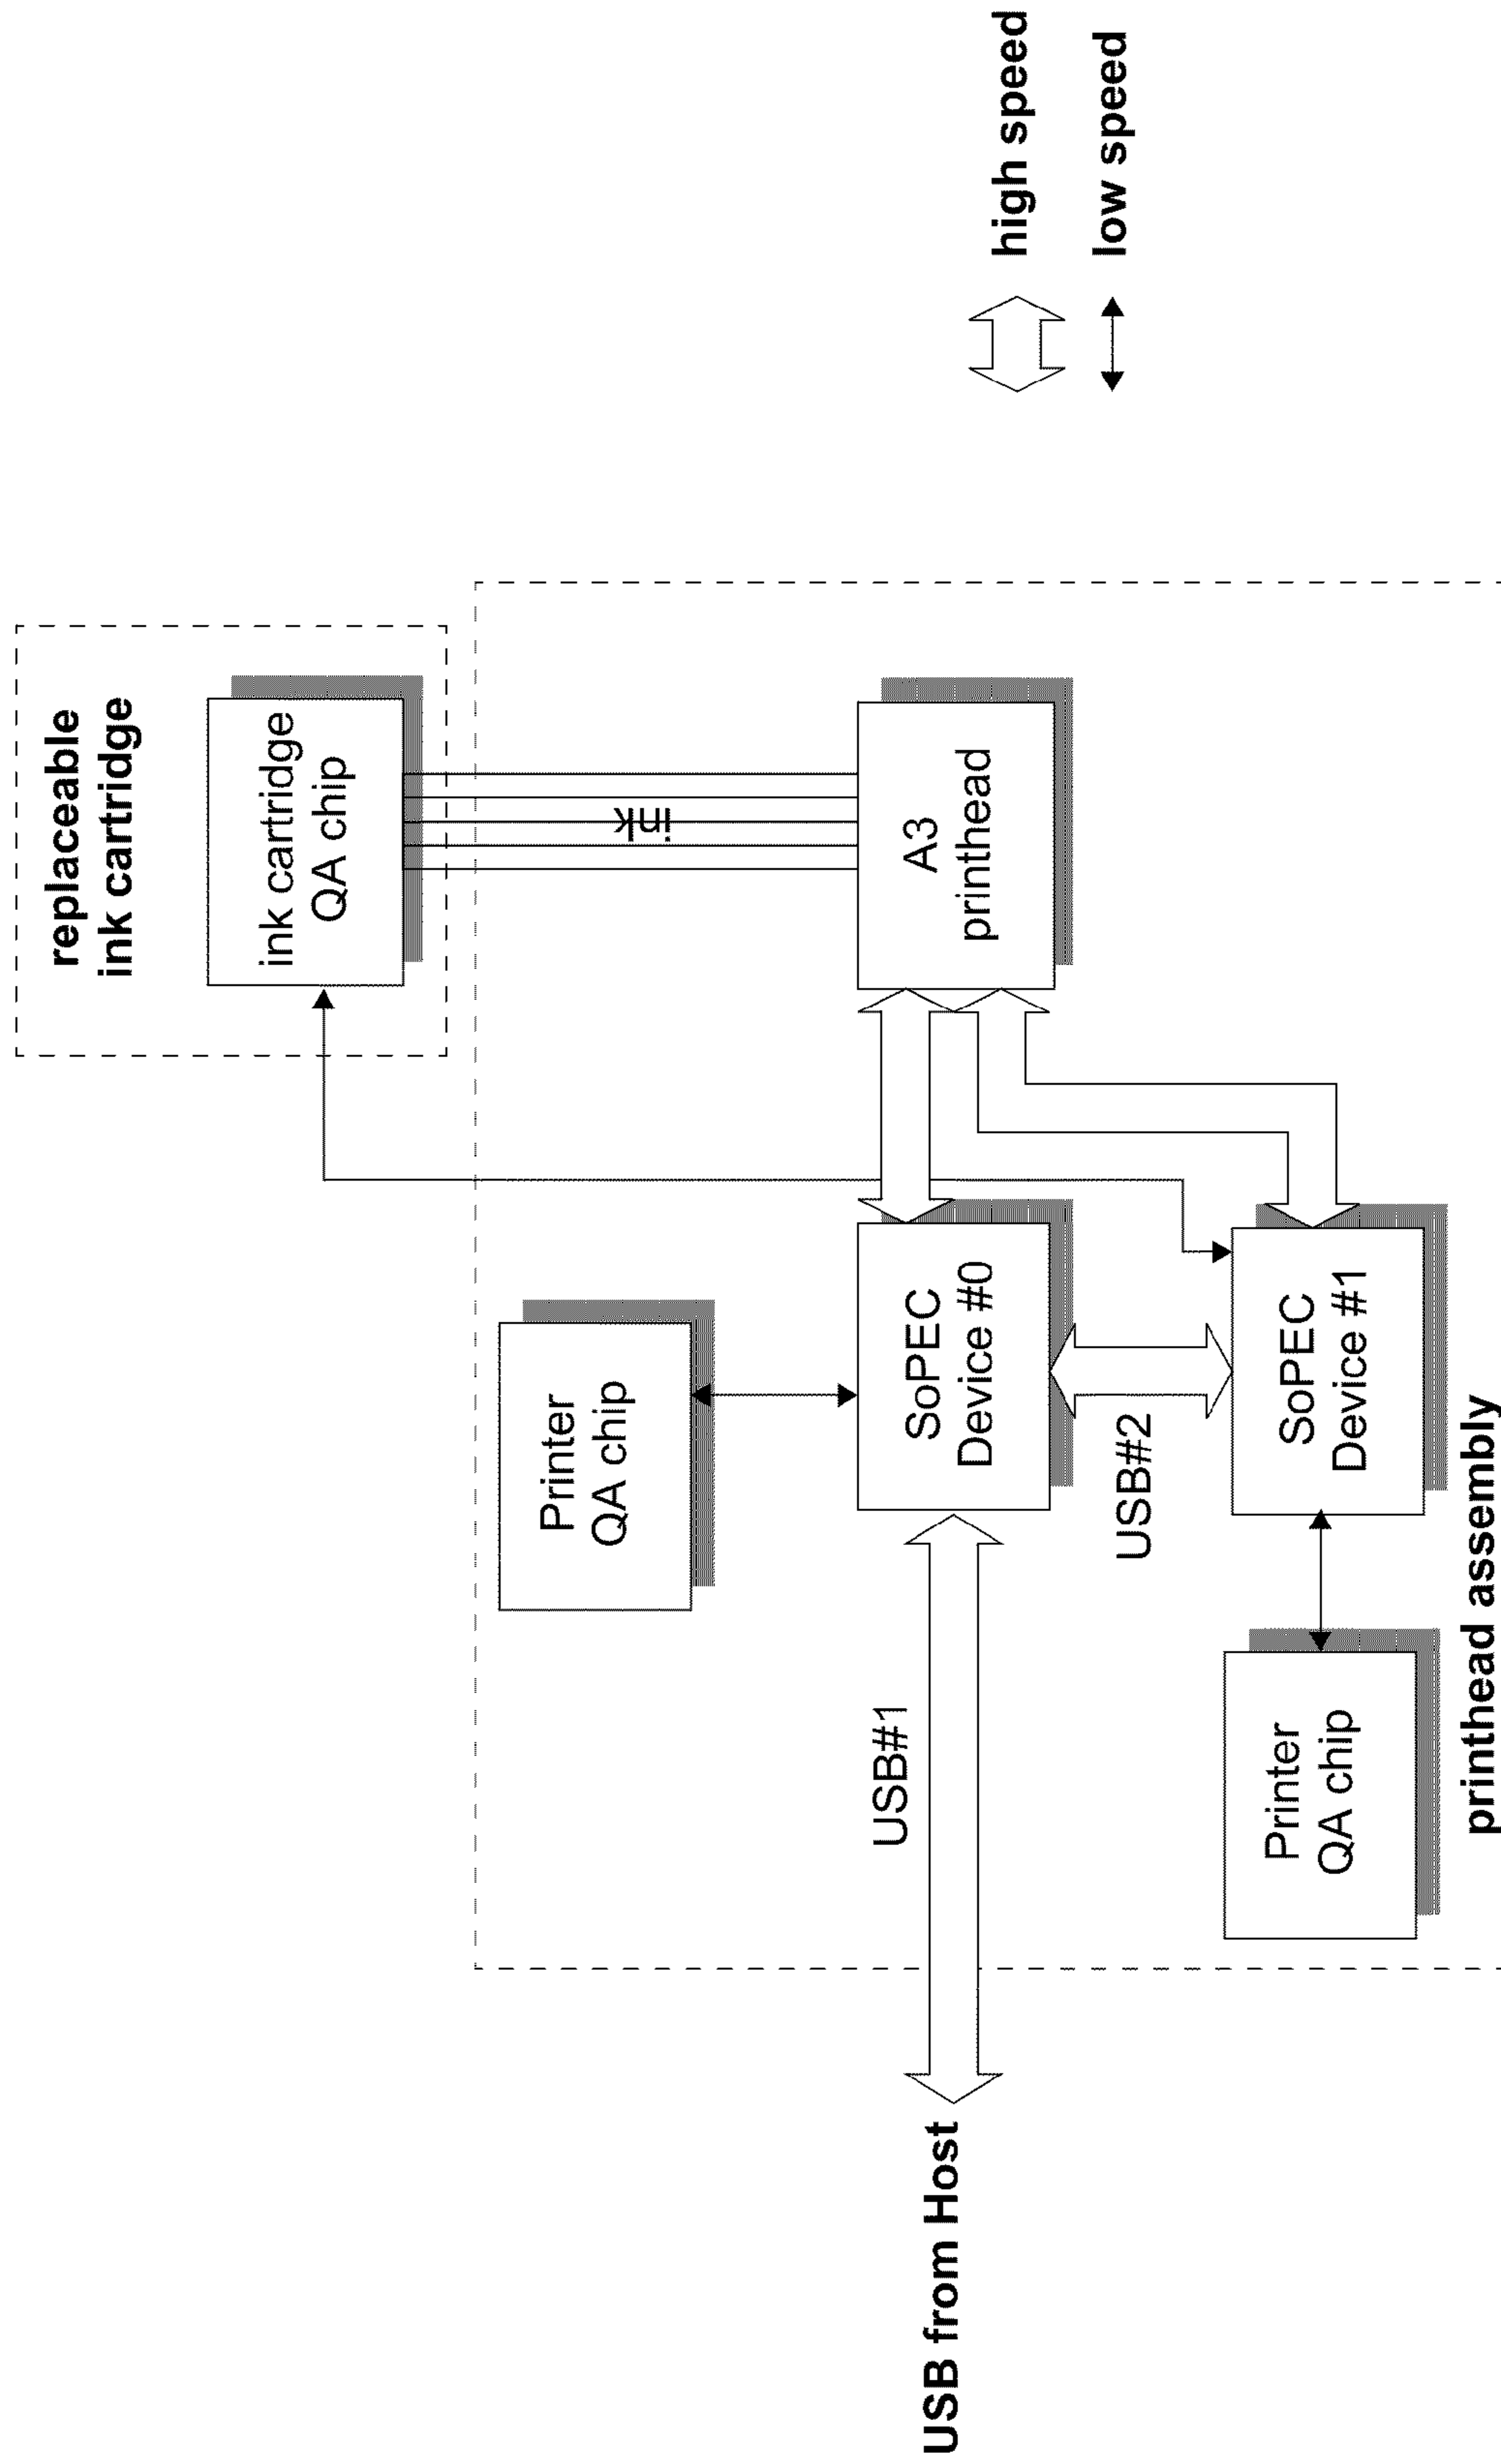 replaceable
ink cartridge
ink cartridge
QA chip
ink
Printer
QA chip
SoPEC
Device #0
A3
printhead
USB#1
USB from Host
USB#2
Printer
QA chip
SoPEC
Device #1
printhead assembly
high speed
low speed